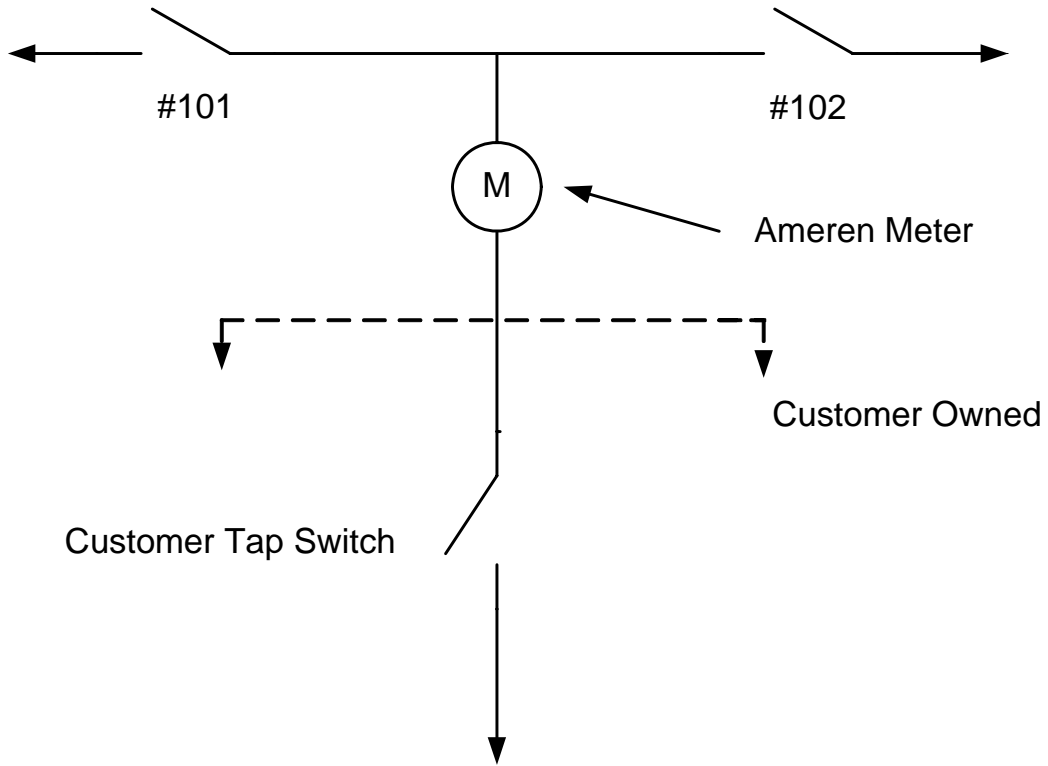 #101
#102
M
Ameren Meter
Customer Owned
Customer Tap Switch